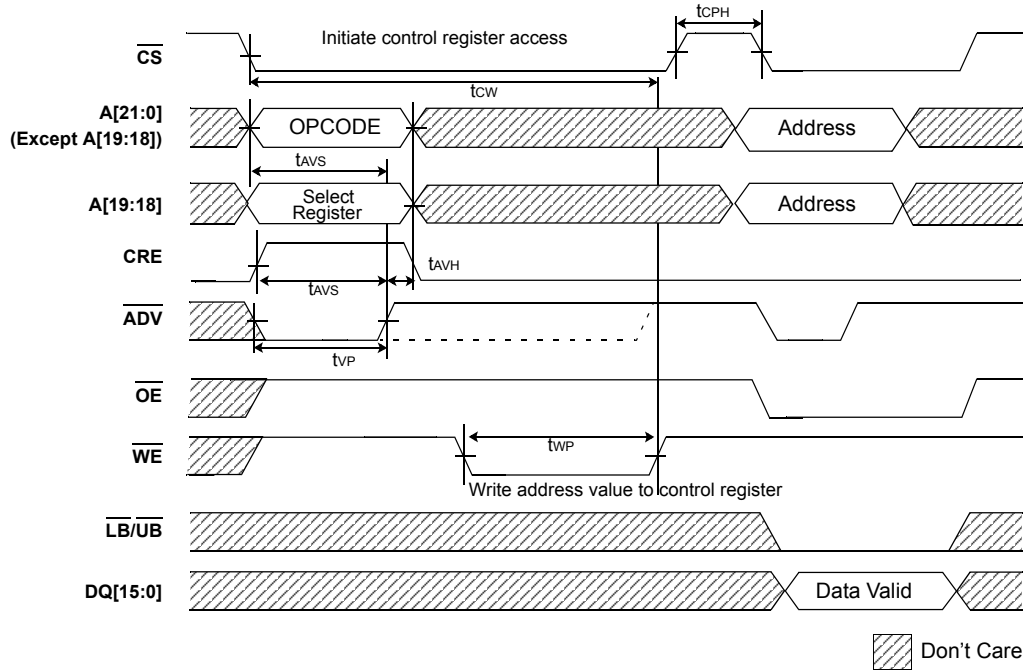 tCPH
Initiate control register access
CS
tCW
A[21:0]
(Except A[19:18])
OPCODE
Address
tAVS
A[19:18]
Select
Register
Address
CRE
tAVH
tAVS
ADV
tVP
OE
WE
tWP
Write address value to control register
LB/UB
DQ[15:0]
Data Valid
Don't Care